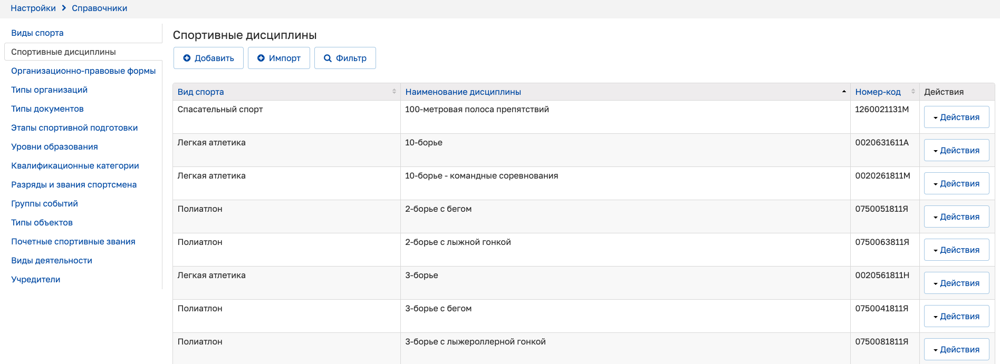 Настройки > Справочники
Виды спорта
Спортивные дисциплины
Организационно-правовые формы
Типы организаций
Типы документов
Этапы спортивной подготовки
Уровни образования
Квалификационные категории
Разряды и звания спортсмена
Группы событий
Типы объектов
Почетные спортивные звания
Виды деятельности
Учредители
Спортивные дисциплины
Добавить Импорт Фильтр
Вид спорта Наименование дисциплины Номер-код Действия
Спасательный спорт 100-метровая полоса препятствий 1260021131М Действия
Легкая атлетика 10-борье 0020631611А Действия
Легкая атлетика 10-борье - командные соревнования 0020261811М Действия
Полиатлон 2-борье с бегом 0750051811Я Действия
Полиатлон 2-борье с лыжной гонкой 0750063811Я Действия
Легкая атлетика 3-борье 0020561811Н Действия
Полиатлон 3-борье с бегом 0750041811Я Действия
Полиатлон 3-борье с лыжероллерной гонкой 0750081811Я Действия